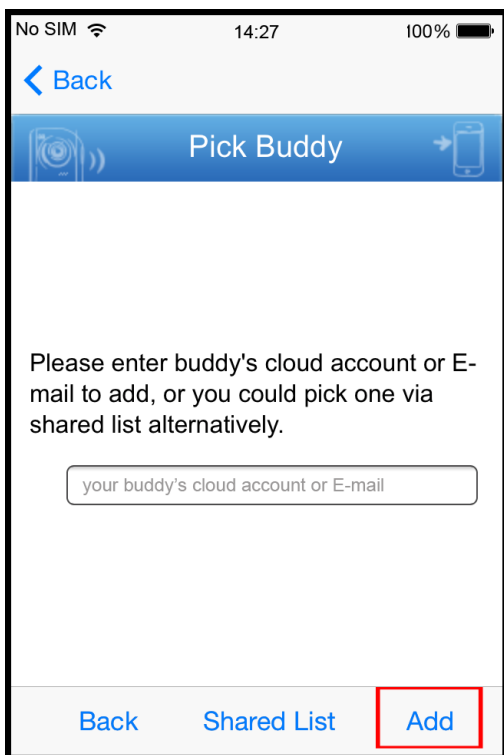 No SIM 14:27 100%
Back
Pick Buddy
Please enter buddy's cloud account or E-
mail to add, or you could pick one via
shared list alternatively.
your buddy's cloud account or E-mail
Back Shared List Add